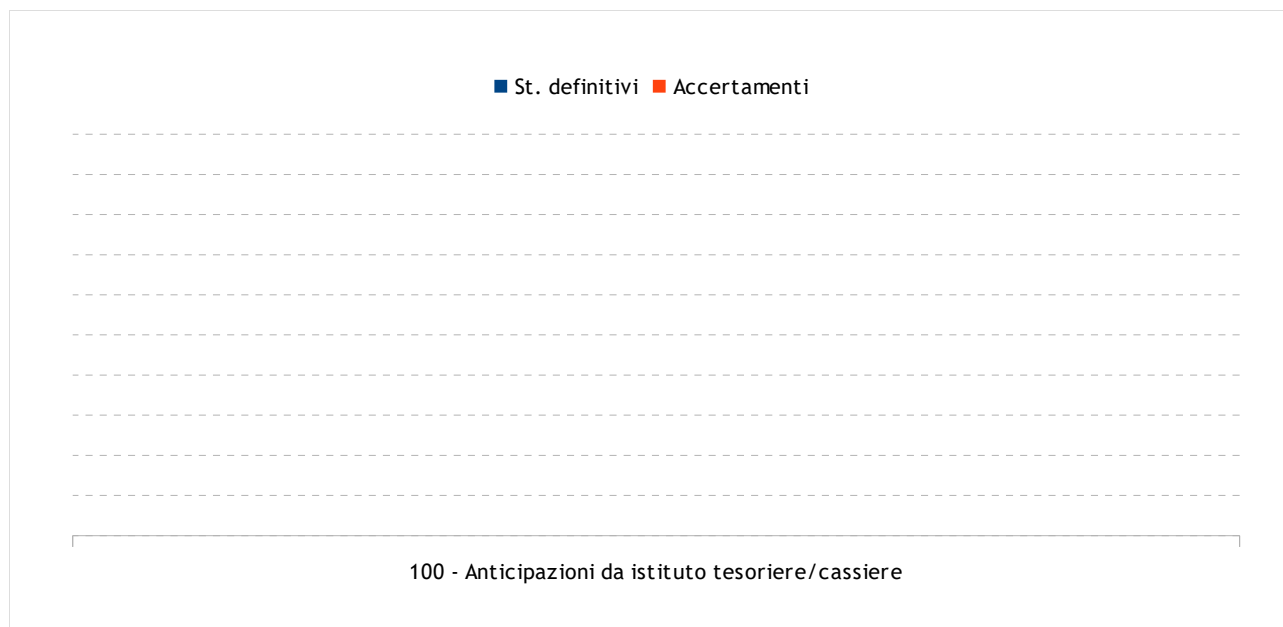 St. definitivi Accertamenti
100 - Anticipazioni da istituto tesoriere/cassiere